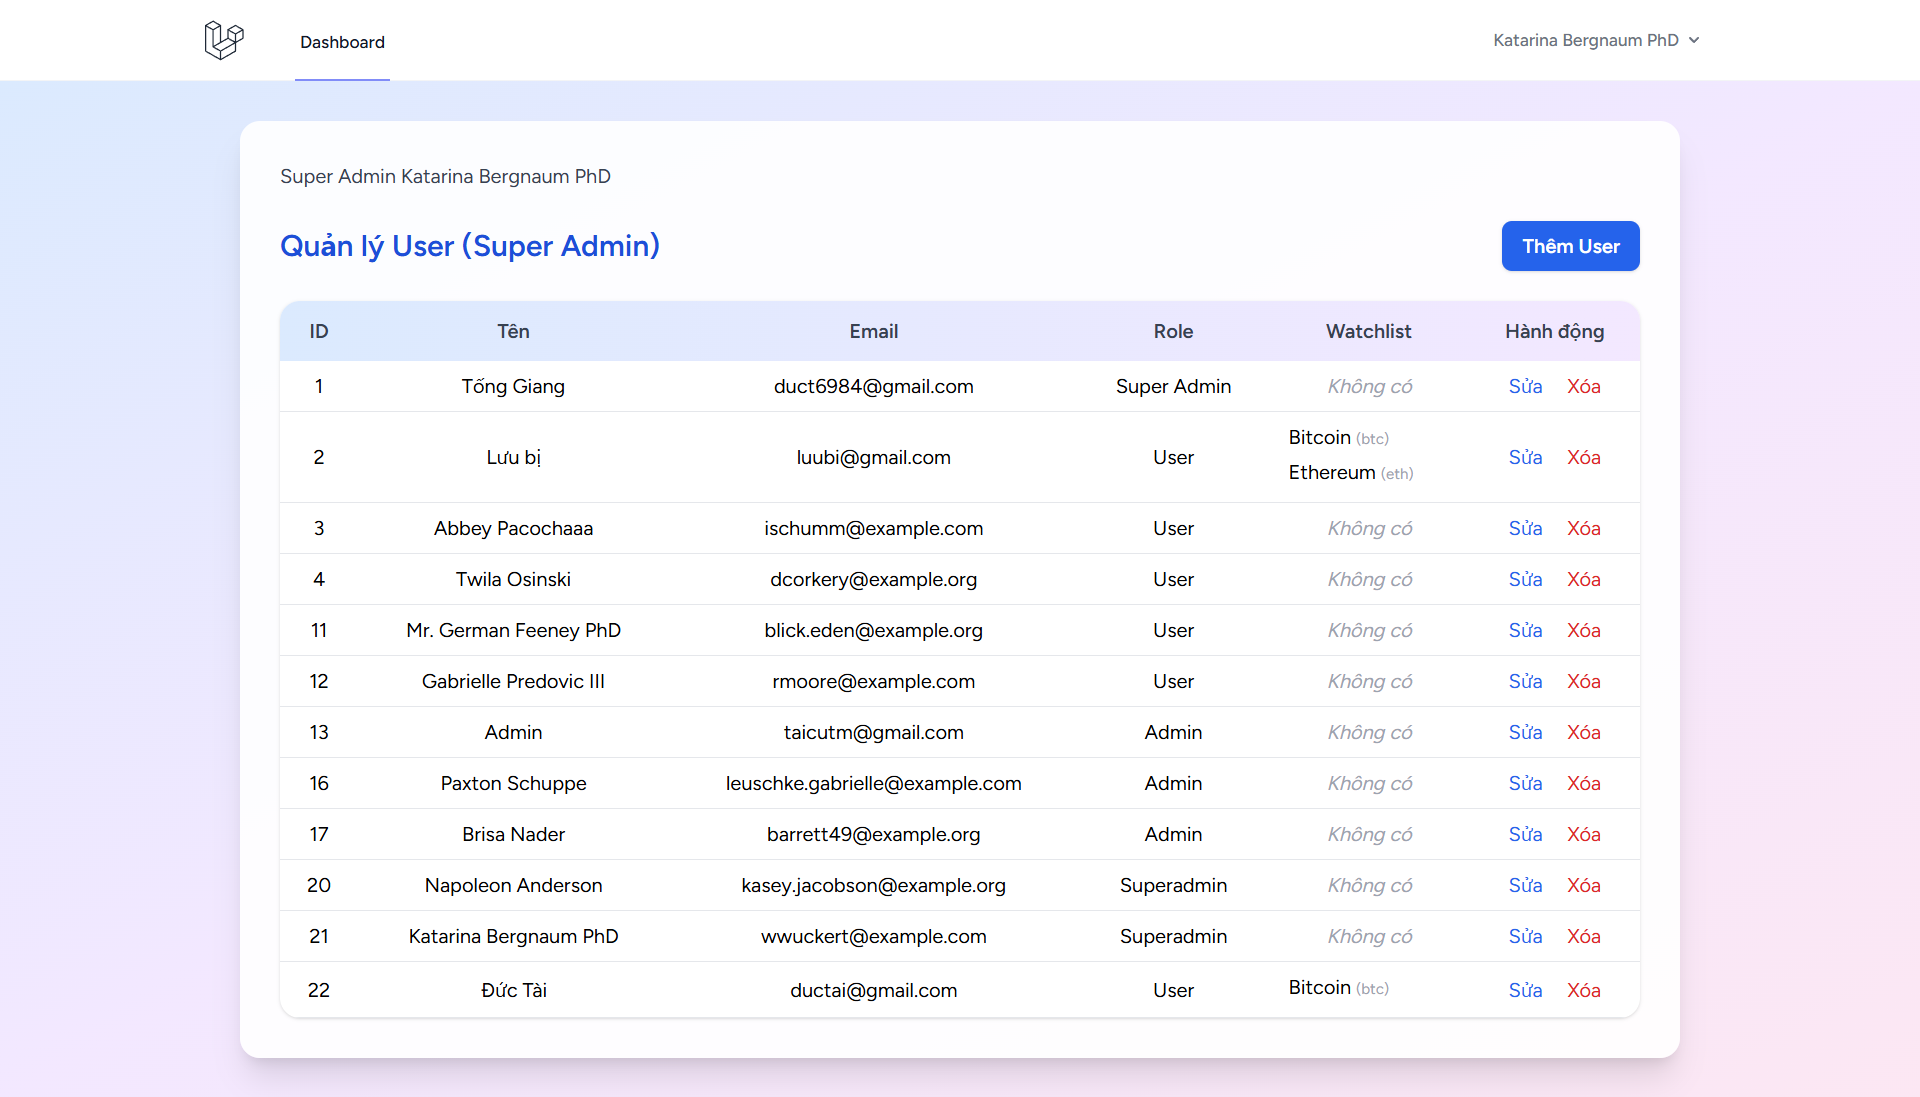 Dashboard
Katarina Bergnaum PhD
Super Admin Katarina Bergnaum PhD
Quản lý User (Super Admin)
Thêm User
ID Tên Email Role Watchlist Hành động
1 Tống Giang duct6984@gmail.com Super Admin Không có Sửa Xóa
2 Lưu bị luubi@gmail.com User Bitcoin (btc) Sửa Xóa
Ethereum (eth)
3 Abbey Pacochaaa ischumm@example.com User Không có Sửa Xóa
4 Twila Osinski dcorkery@example.org User Không có Sửa Xóa
11 Mr. German Feeney PhD blick.eden@example.org User Không có Sửa Xóa
12 Gabrielle Predovic III rmoore@example.com User Không có Sửa Xóa
13 Admin taicutm@gmail.com Admin Không có Sửa Xóa
16 Paxton Schuppe leuschke.gabrielle@example.com Admin Không có Sửa Xóa
17 Brisa Nader barrett49@example.org Admin Không có Sửa Xóa
20 Napoleon Anderson kasey.jacobson@example.org Superadmin Không có Sửa Xóa
21 Katarina Bergnaum PhD wwuckert@example.com Superadmin Không có Sửa Xóa
22 Đức Tài ductai@gmail.com User Bitcoin (btc) Sửa Xóa